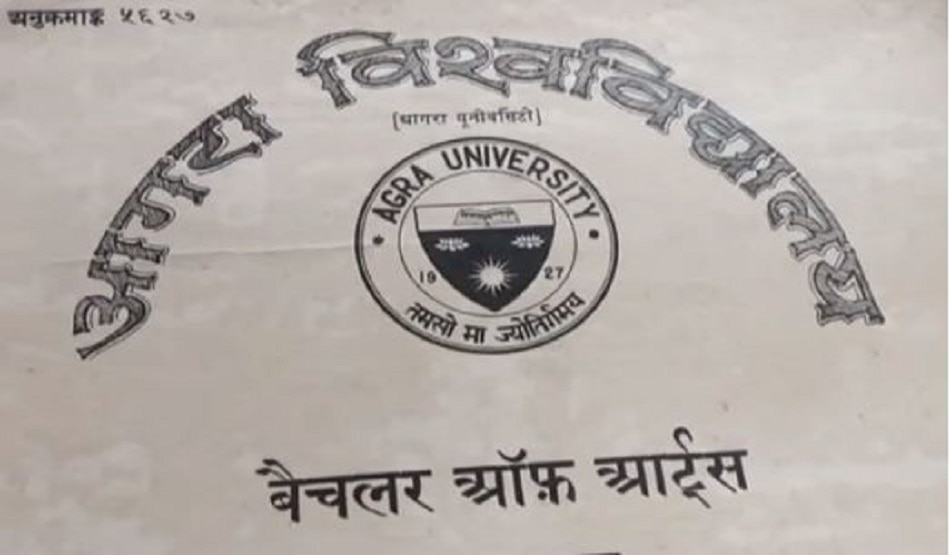 अनुक्रमाङ्क ५६२७
आगरा विश्वविद्यालय
[आगरा यूनीवर्सिटी]
AGRA UNIVERSITY
19 27
तमसो मा ज्योतिर्गमय
बैचलर ऑफ़ आर्ट्स